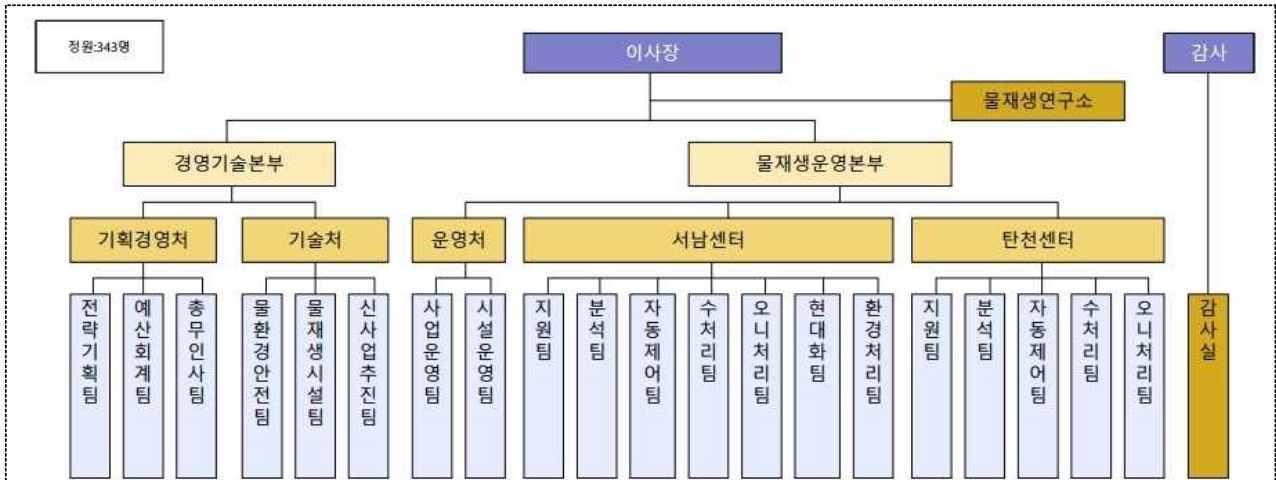 정원:343명
이사장
감사
물재생연구소
경영기술본부
물재생운영본부
기획경영처
기술처
운영처
서남센터
탄천센터
전략기획팀
예산회계팀
총무인사팀
물환경안전팀
물재생시설팀
신사업추진팀
사업운영팀
시설운영팀
지원팀
분석팀
자동제어팀
수처리팀
오니처리팀
현대화팀
환경처리팀
지원팀
분석팀
자동제어팀
수처리팀
오니처리팀
감사실